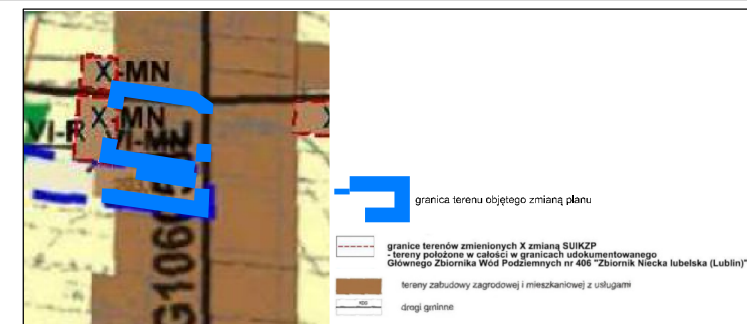 X-MN
X-MN
VI-R
VI-MN
X
granica terenu objętego zmianą planu
granice terenów zmienionych X zmianą SUIKZP
- tereny położone w całości w granicach udokumentowanego
Głównego Zbiornika Wód Podziemnych nr 406 "Zbiornik Niecka lubelska (Lublin)"
tereny zabudowy zagrodowej i mieszkaniowej z usługami
drogi gminne